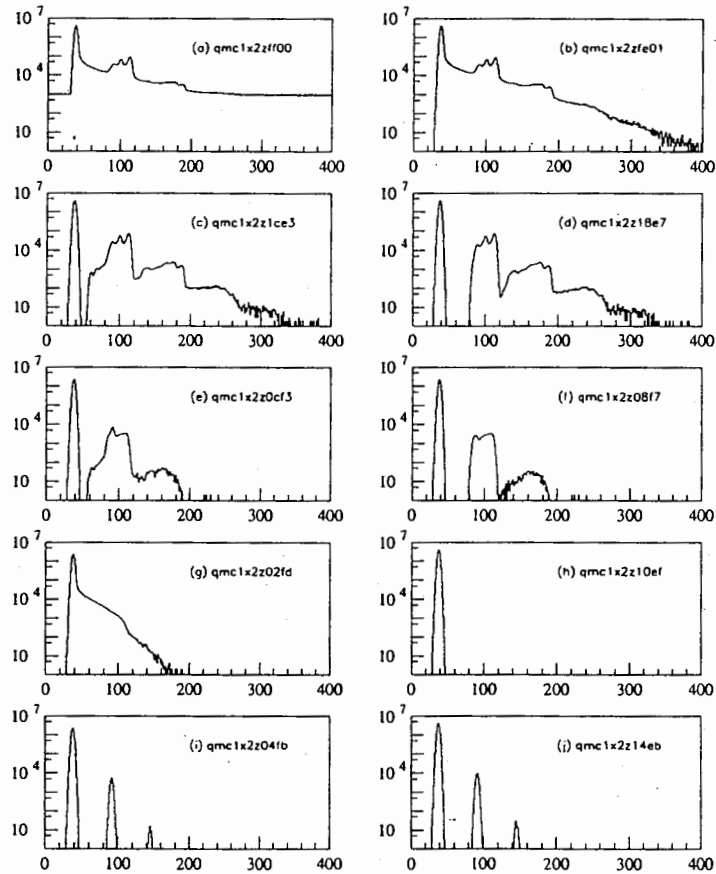 (a) qmc1x2zff00
10^7
10^4
10
0 100 200 300 400
(b) qmc1x2zfe01
10^7
10^4
10
0 100 200 300 400
(c) qmc1x2z1ce3
10^7
10^4
10
0 100 200 300 400
(d) qmc1x2z18e7
10^7
10^4
10
0 100 200 300 400
(e) qmc1x2z0cf3
10^7
10^4
10
0 100 200 300 400
(f) qmc1x2z08f7
10^7
10^4
10
0 100 200 300 400
(g) qmc1x2z02fd
10^7
10^4
10
0 100 200 300 400
(h) qmc1x2z10ef
10^7
10^4
10
0 100 200 300 400
(i) qmc1x2z04fb
10^7
10^4
10
0 100 200 300 400
(j) qmc1x2z14eb
10^7
10^4
10
0 100 200 300 400